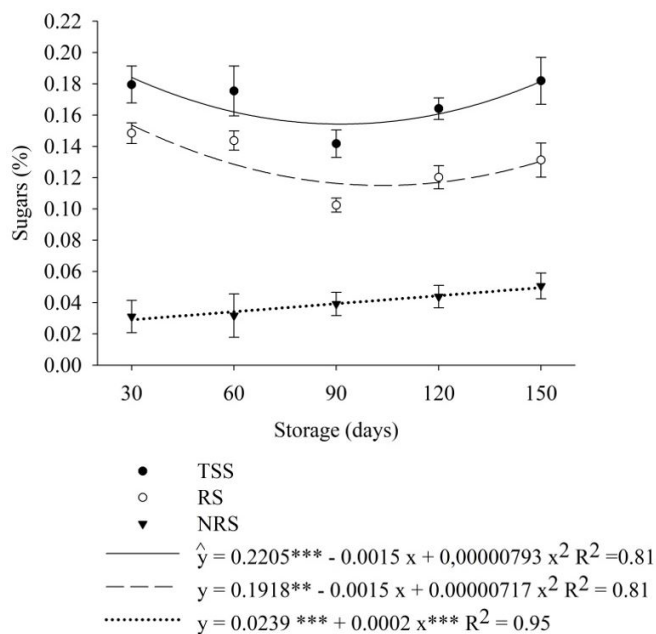 0.22
0.20
0.18
0.16
0.14
0.12
0.10
0.08
0.06
0.04
0.02
0.00
Sugars (%)
30 60 90 120 150
Storage (days)
TSS
RS
NRS
ŷ = 0.2205*** - 0.0015 x + 0,00000793 x² R² =0.81
y = 0.1918** - 0.0015 x + 0.00000717 x² R² = 0.81
y = 0.0239 *** + 0.0002 x*** R² = 0.95